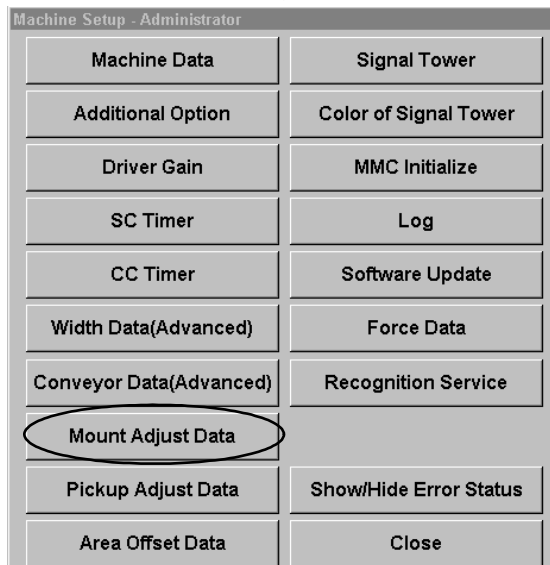 Machine Setup - Administrator
Machine Data
Signal Tower
Additional Option
Color of Signal Tower
Driver Gain
MMC Initialize
SC Timer
Log
CC Timer
Software Update
Width Data(Advanced)
Force Data
Conveyor Data(Advanced)
Recognition Service
Mount Adjust Data
Pickup Adjust Data
Show/Hide Error Status
Area Offset Data
Close